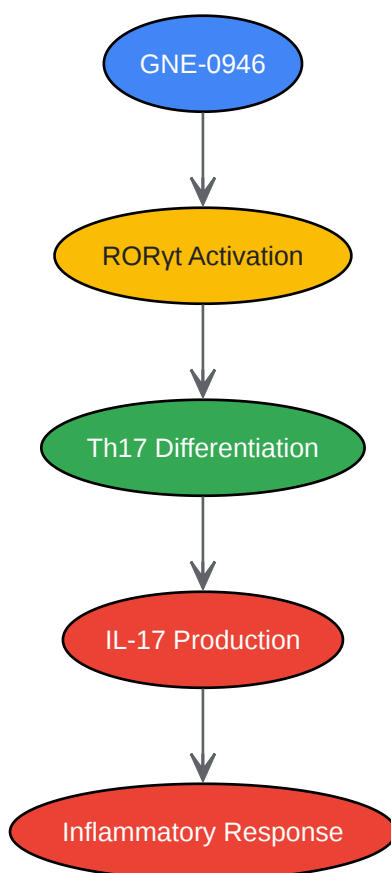 GNE-0946
RORγt Activation
Th17 Differentiation
IL-17 Production
Inflammatory Response